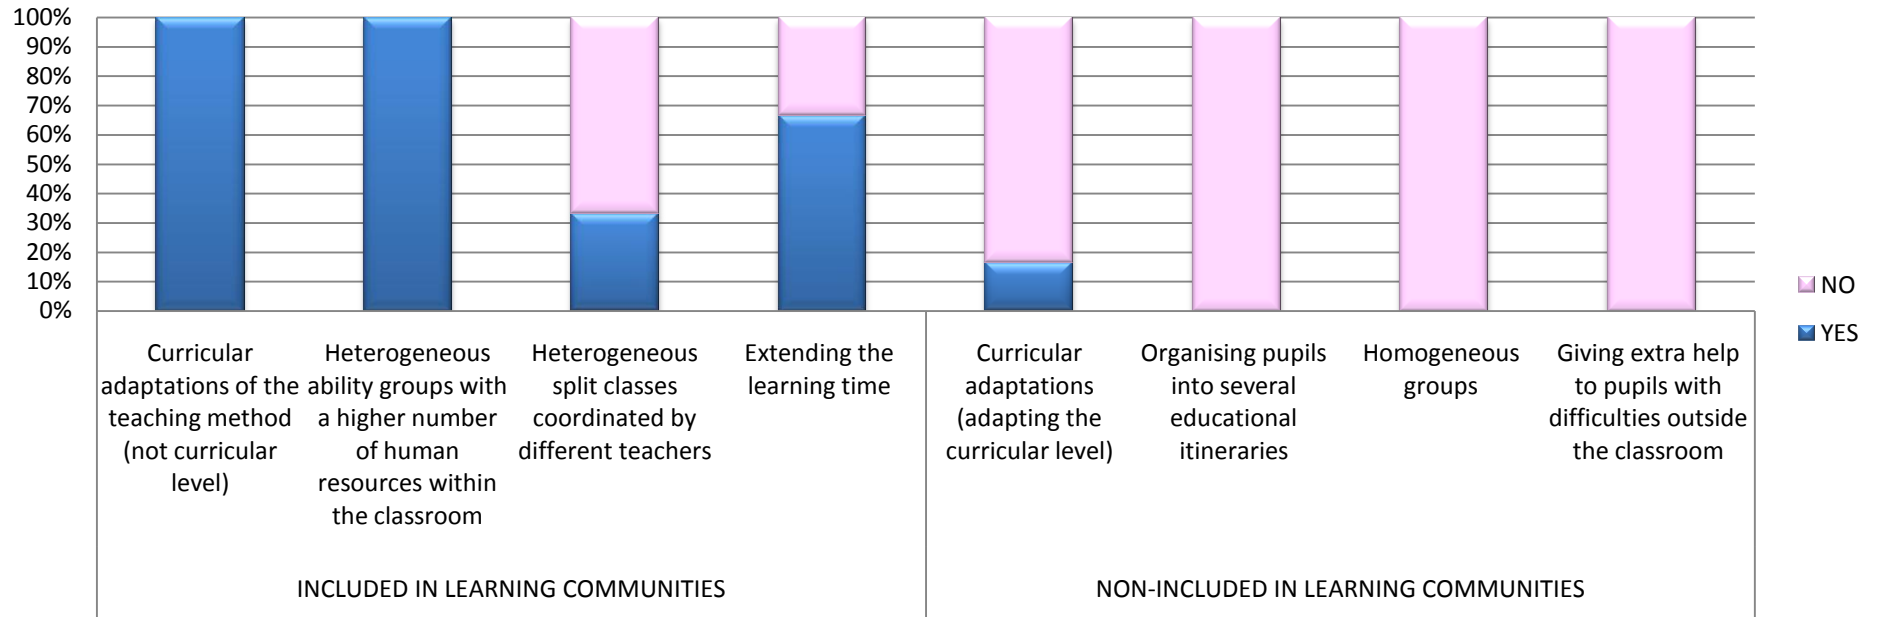 100%
90%
80%
70%
60%
50%
40%
30%
20%
10%
0%
Curricular
adaptations of the
teaching method
(not curricular
level)
Heterogeneous
ability groups with
a higher number
of human
resources within
the classroom
Heterogeneous
split classes
coordinated by
different teachers
Extending the
learning time
Curricular
adaptations
(adapting the
curricular level)
Organising pupils
into several
educational
itineraries
Homogeneous
groups
Giving extra help
to pupils with
difficulties outside
the classroom
INCLUDED IN LEARNING COMMUNITIES
NON-INCLUDED IN LEARNING COMMUNITIES
NO
YES